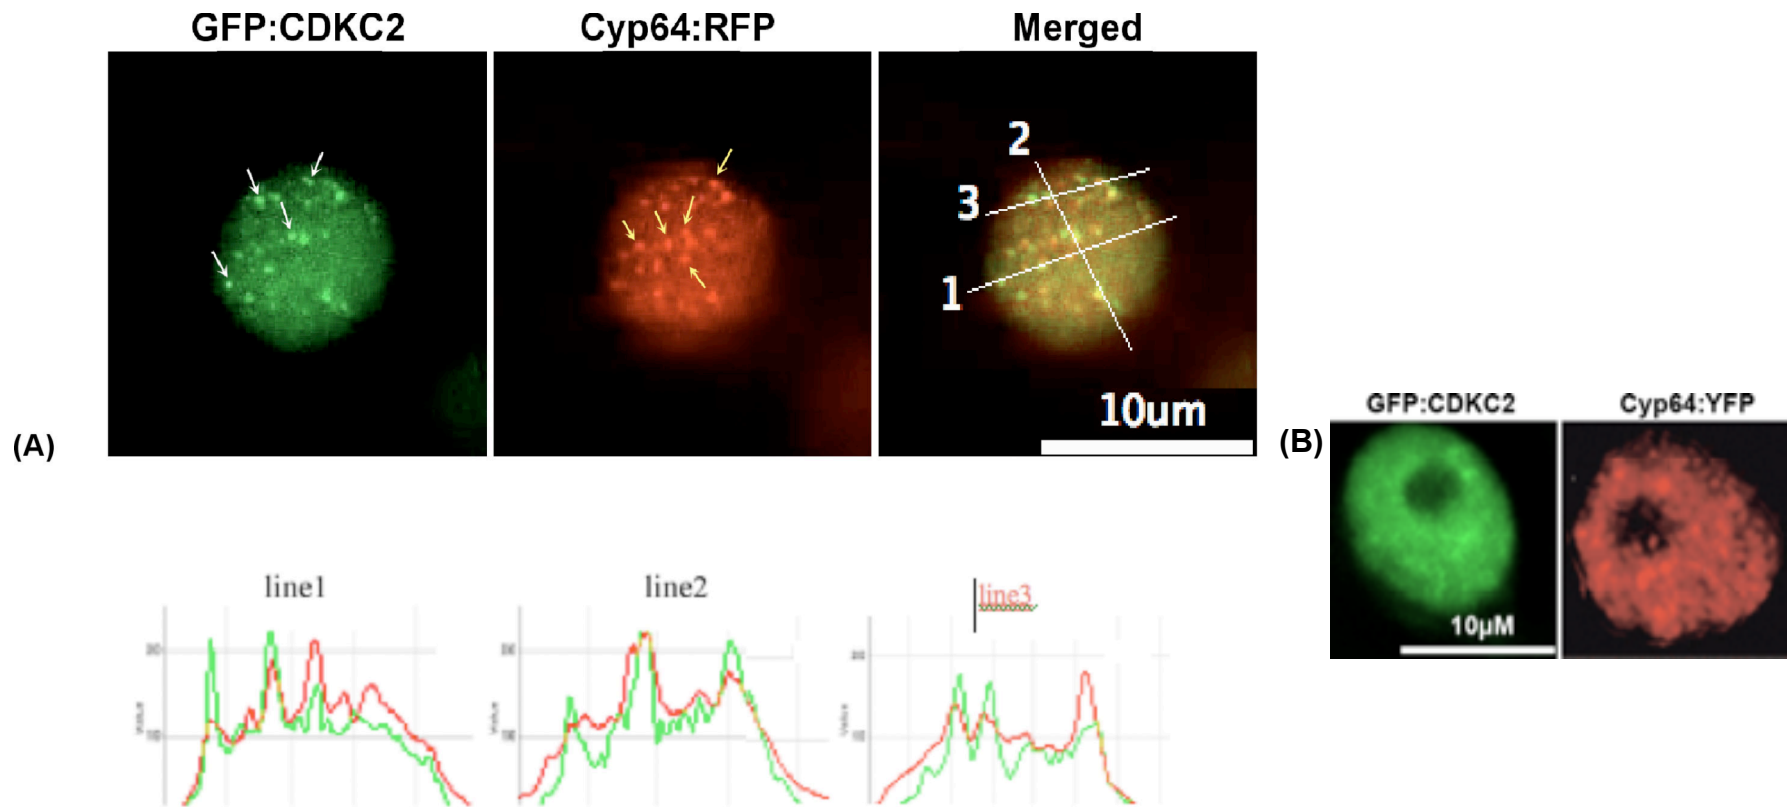 GFP:CDKC2 Cyp64:RFP Merged
2
3
1
10um
(A)
GFP:CDKC2 Cyp64:YFP
(B)
10µM
line1 line2 line3